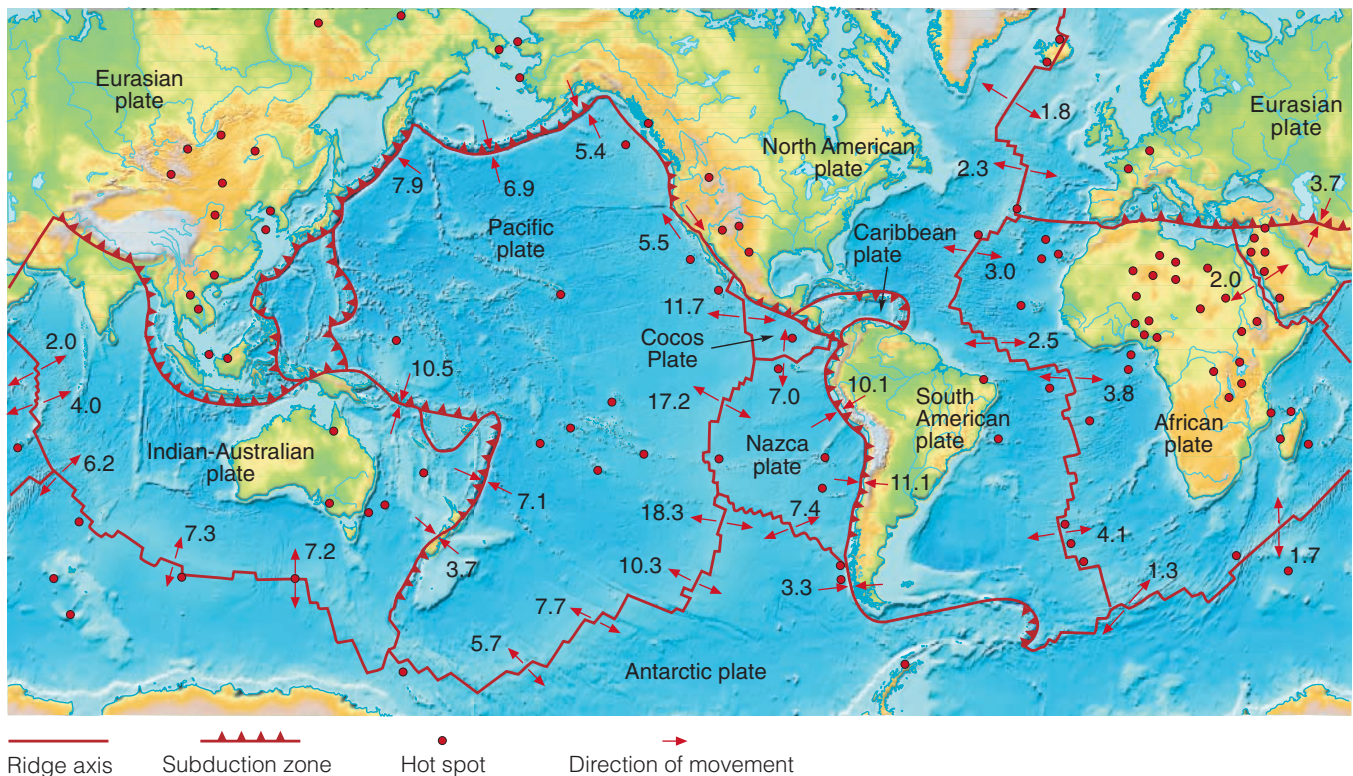 Eurasian
plate
1.8
Eurasian
plate
North American
plate
5.4
7.9
6.9
2.3
3.7
Pacific
plate
5.5
Caribbean
plate
3.0
2.0
11.7
Cocos
Plate
2.5
2.0
10.5
7.0
10.1
3.8
4.0
17.2
South
American
plate
African
plate
Indian-Australian
plate
Nazca
plate
6.2
11.1
7.1
18.3
7.4
7.3
7.2
4.1
3.7
10.3
3.3
1.3
1.7
7.7
5.7
Antarctic plate
Ridge axis
Subduction zone
Hot spot
Direction of movement